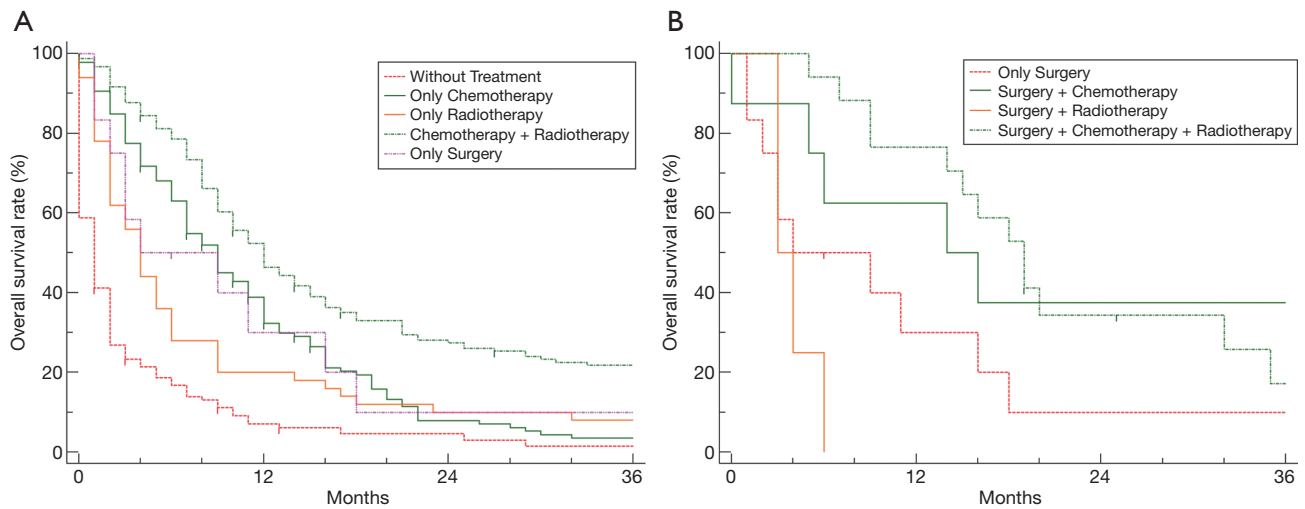 A
Overall survival rate (%)
100
80
60
40
20
0
0 12 24 36
Months
Without Treatment
Only Chemotherapy
Only Radiotherapy
Chemotherapy + Radiotherapy
Only Surgery
B
Overall survival rate (%)
100
80
60
40
20
0
0 12 24 36
Months
Only Surgery
Surgery + Chemotherapy
Surgery + Radiotherapy
Surgery + Chemotherapy + Radiotherapy